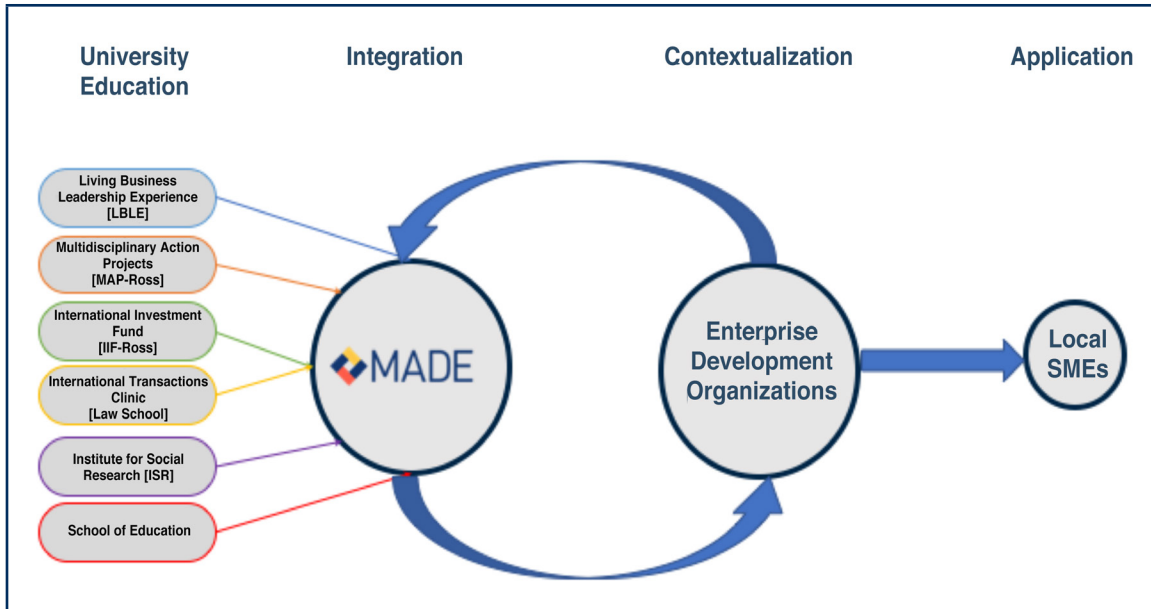 University
Education
Integration
Contextualization
Application
Living Business
Leadership Experience
[LBLE]
Multidisciplinary Action
Projects
[MAP-Ross]
International Investment
Fund
[IIF-Ross]
International Transactions
Clinic
[Law School]
Institute for Social
Research [ISR]
School of Education
MADE
Enterprise
Development
Organizations
Local
SMEs